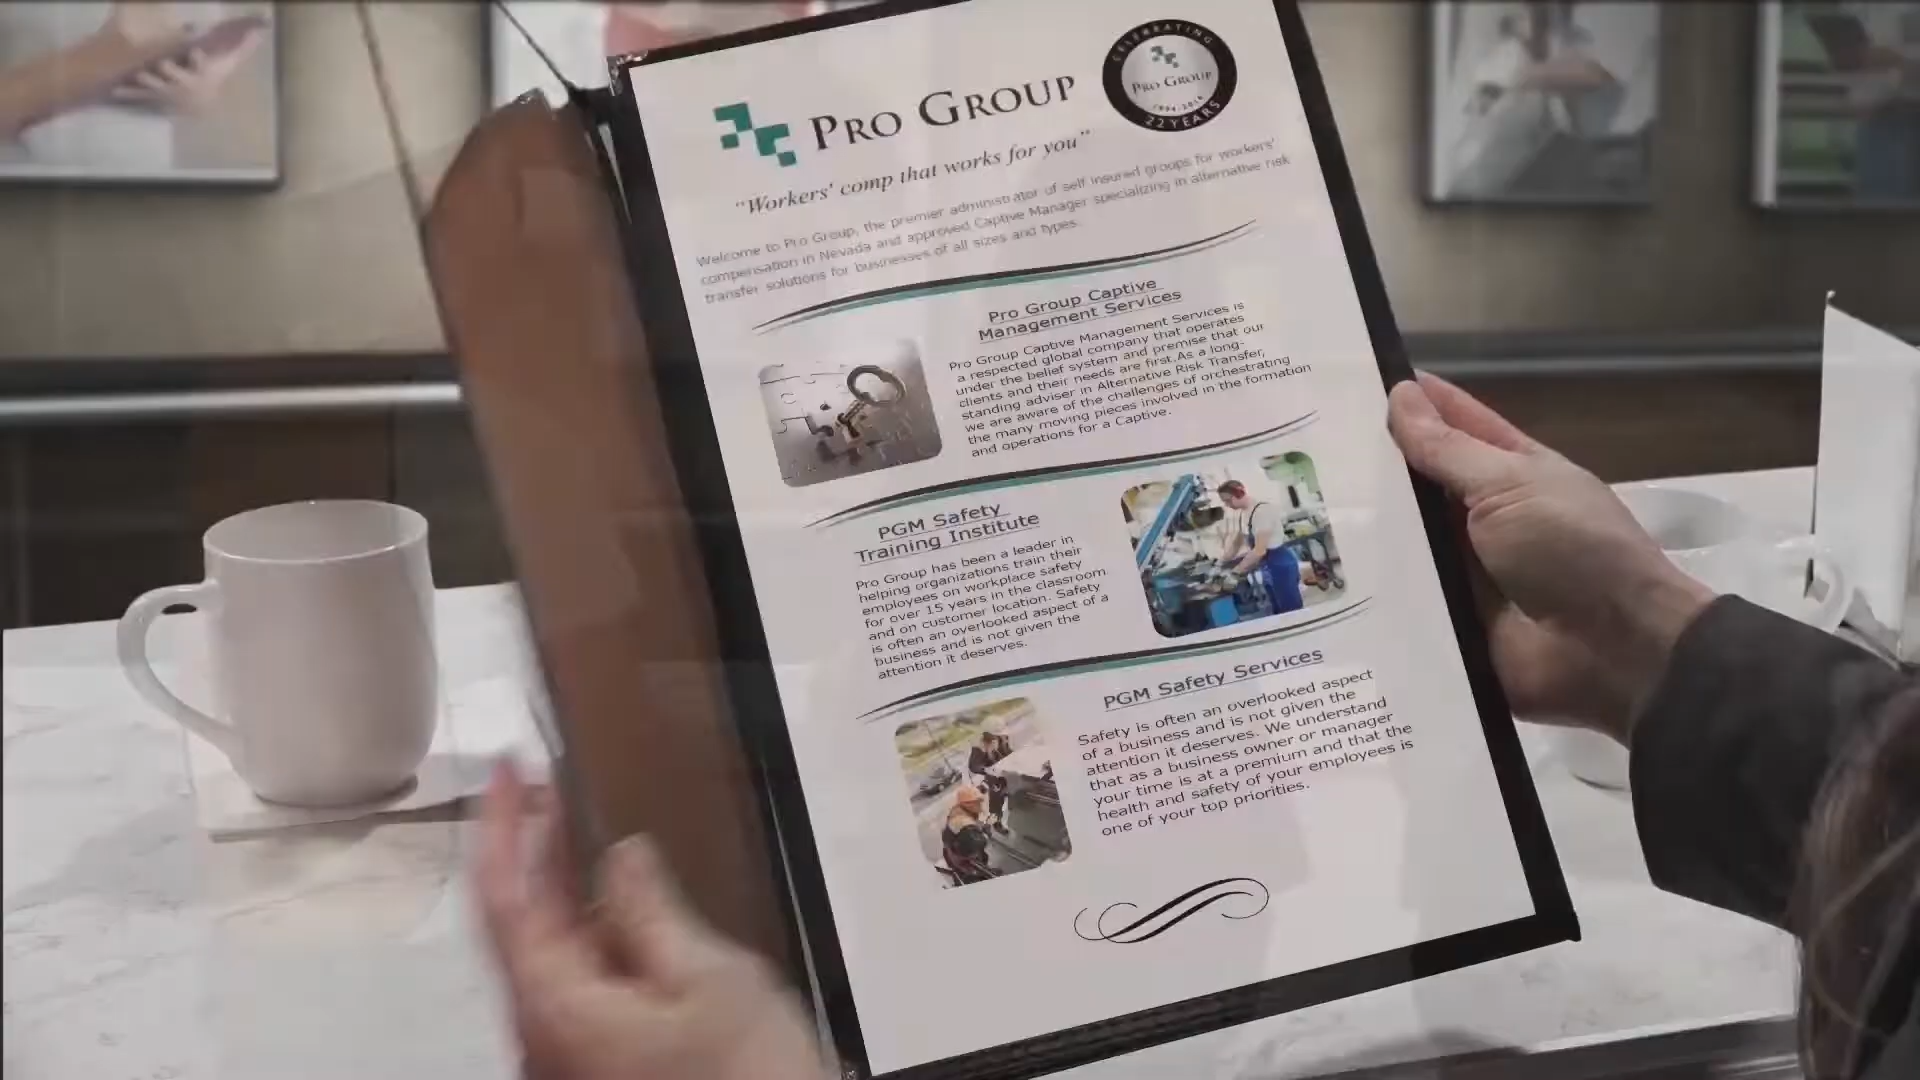 PRO GROUP
CELEBRATING
PRO GROUP
1994-2016
22 YEARS
"Workers' comp that works for you"
Welcome to Pro Group, the premier administrator of self insured groups for workers'
compensation in Nevada and approved Captive Manager specializing in alternative risk
transfer solutions for businesses of all sizes and types.
Pro Group Captive
Management Services
Pro Group Captive Management Services is
a respected global company that operates
under the belief system and premise that our
clients and their needs are first. As a long-
standing adviser in Alternative Risk Transfer,
we are aware of the challenges of orchestrating
the many moving pieces involved in the formation
and operations for a Captive.
PGM Safety
Training Institute
Pro Group has been a leader in
helping organizations train their
employees on workplace safety
for over 15 years in the classroom
and on customer location. Safety
is often an overlooked aspect of a
business and is not given the
attention it deserves.
PGM Safety Services
Safety is often an overlooked aspect
of a business and is not given the
attention it deserves. We understand
that as a business owner or manager
your time is at a premium and that the
health and safety of your employees is
one of your top priorities.